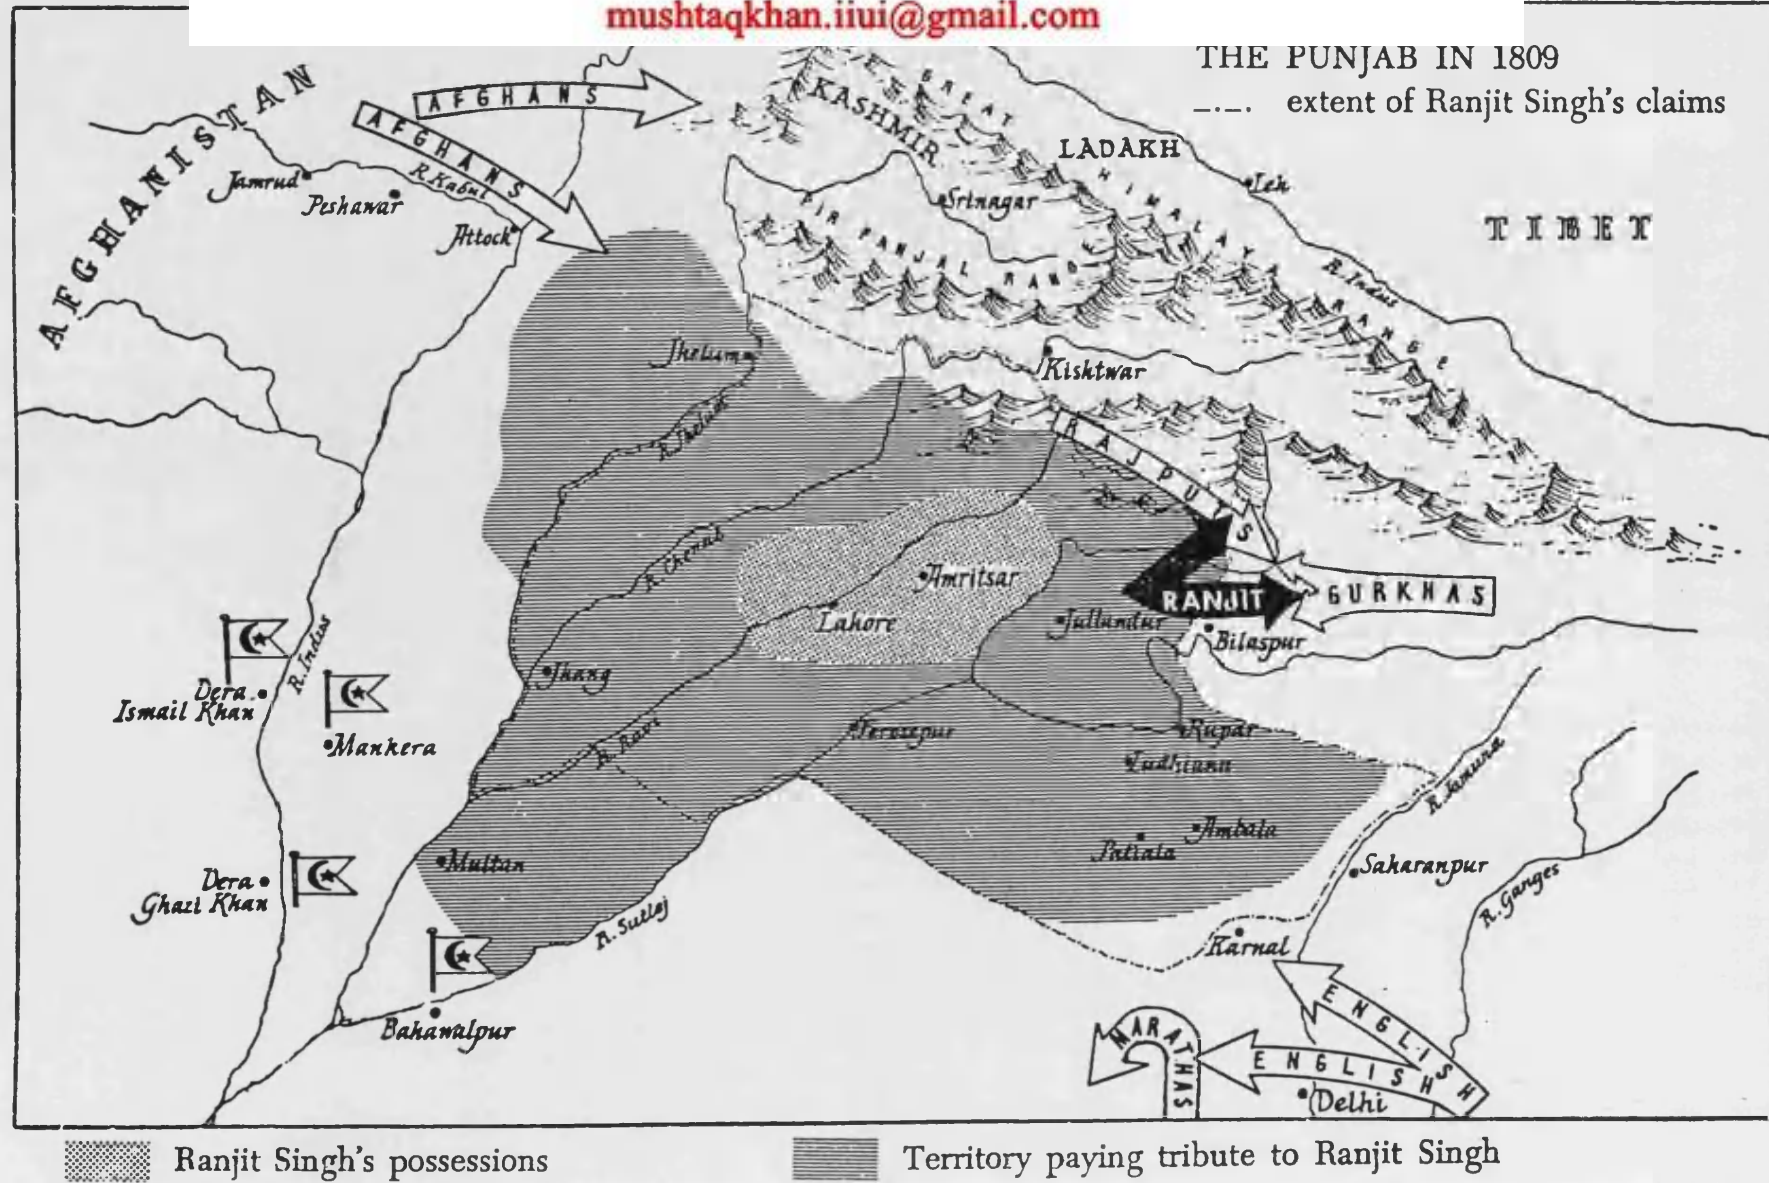 mushtaqkhan.iiui@gmail.com
THE PUNJAB IN 1809
_._. extent of Ranjit Singh's claims
AFGHANISTAN
AFGHANS
AFGHANS
GREAT HIMALAYA RANGE
KASHMIR
LADAKH
Leh
TIBET
Jamrud
R. Kabul
Peshawar
Attock
Srinagar
PIR PANJAL RANGE
R. Indus
Jhelum
Kishtwar
R. Jhelum
RAJPUTS
R. Chenab
Amritsar
Lahore
RANJIT
GURKHAS
Jullundur
Bilaspur
R. Indus
Jhang
Dera
Ismail Khan
Mankera
R. Ravi
Ferozepur
Rupar
Ludhiana
R. Jamuna
Ambala
Patiala
Multan
Saharanpur
Dera
Ghazi Khan
R. Ganges
R. Sutlej
Karnal
Bahawalpur
ENGLISH
MARATHAS
ENGLISH
Delhi
Ranjit Singh's possessions
Territory paying tribute to Ranjit Singh